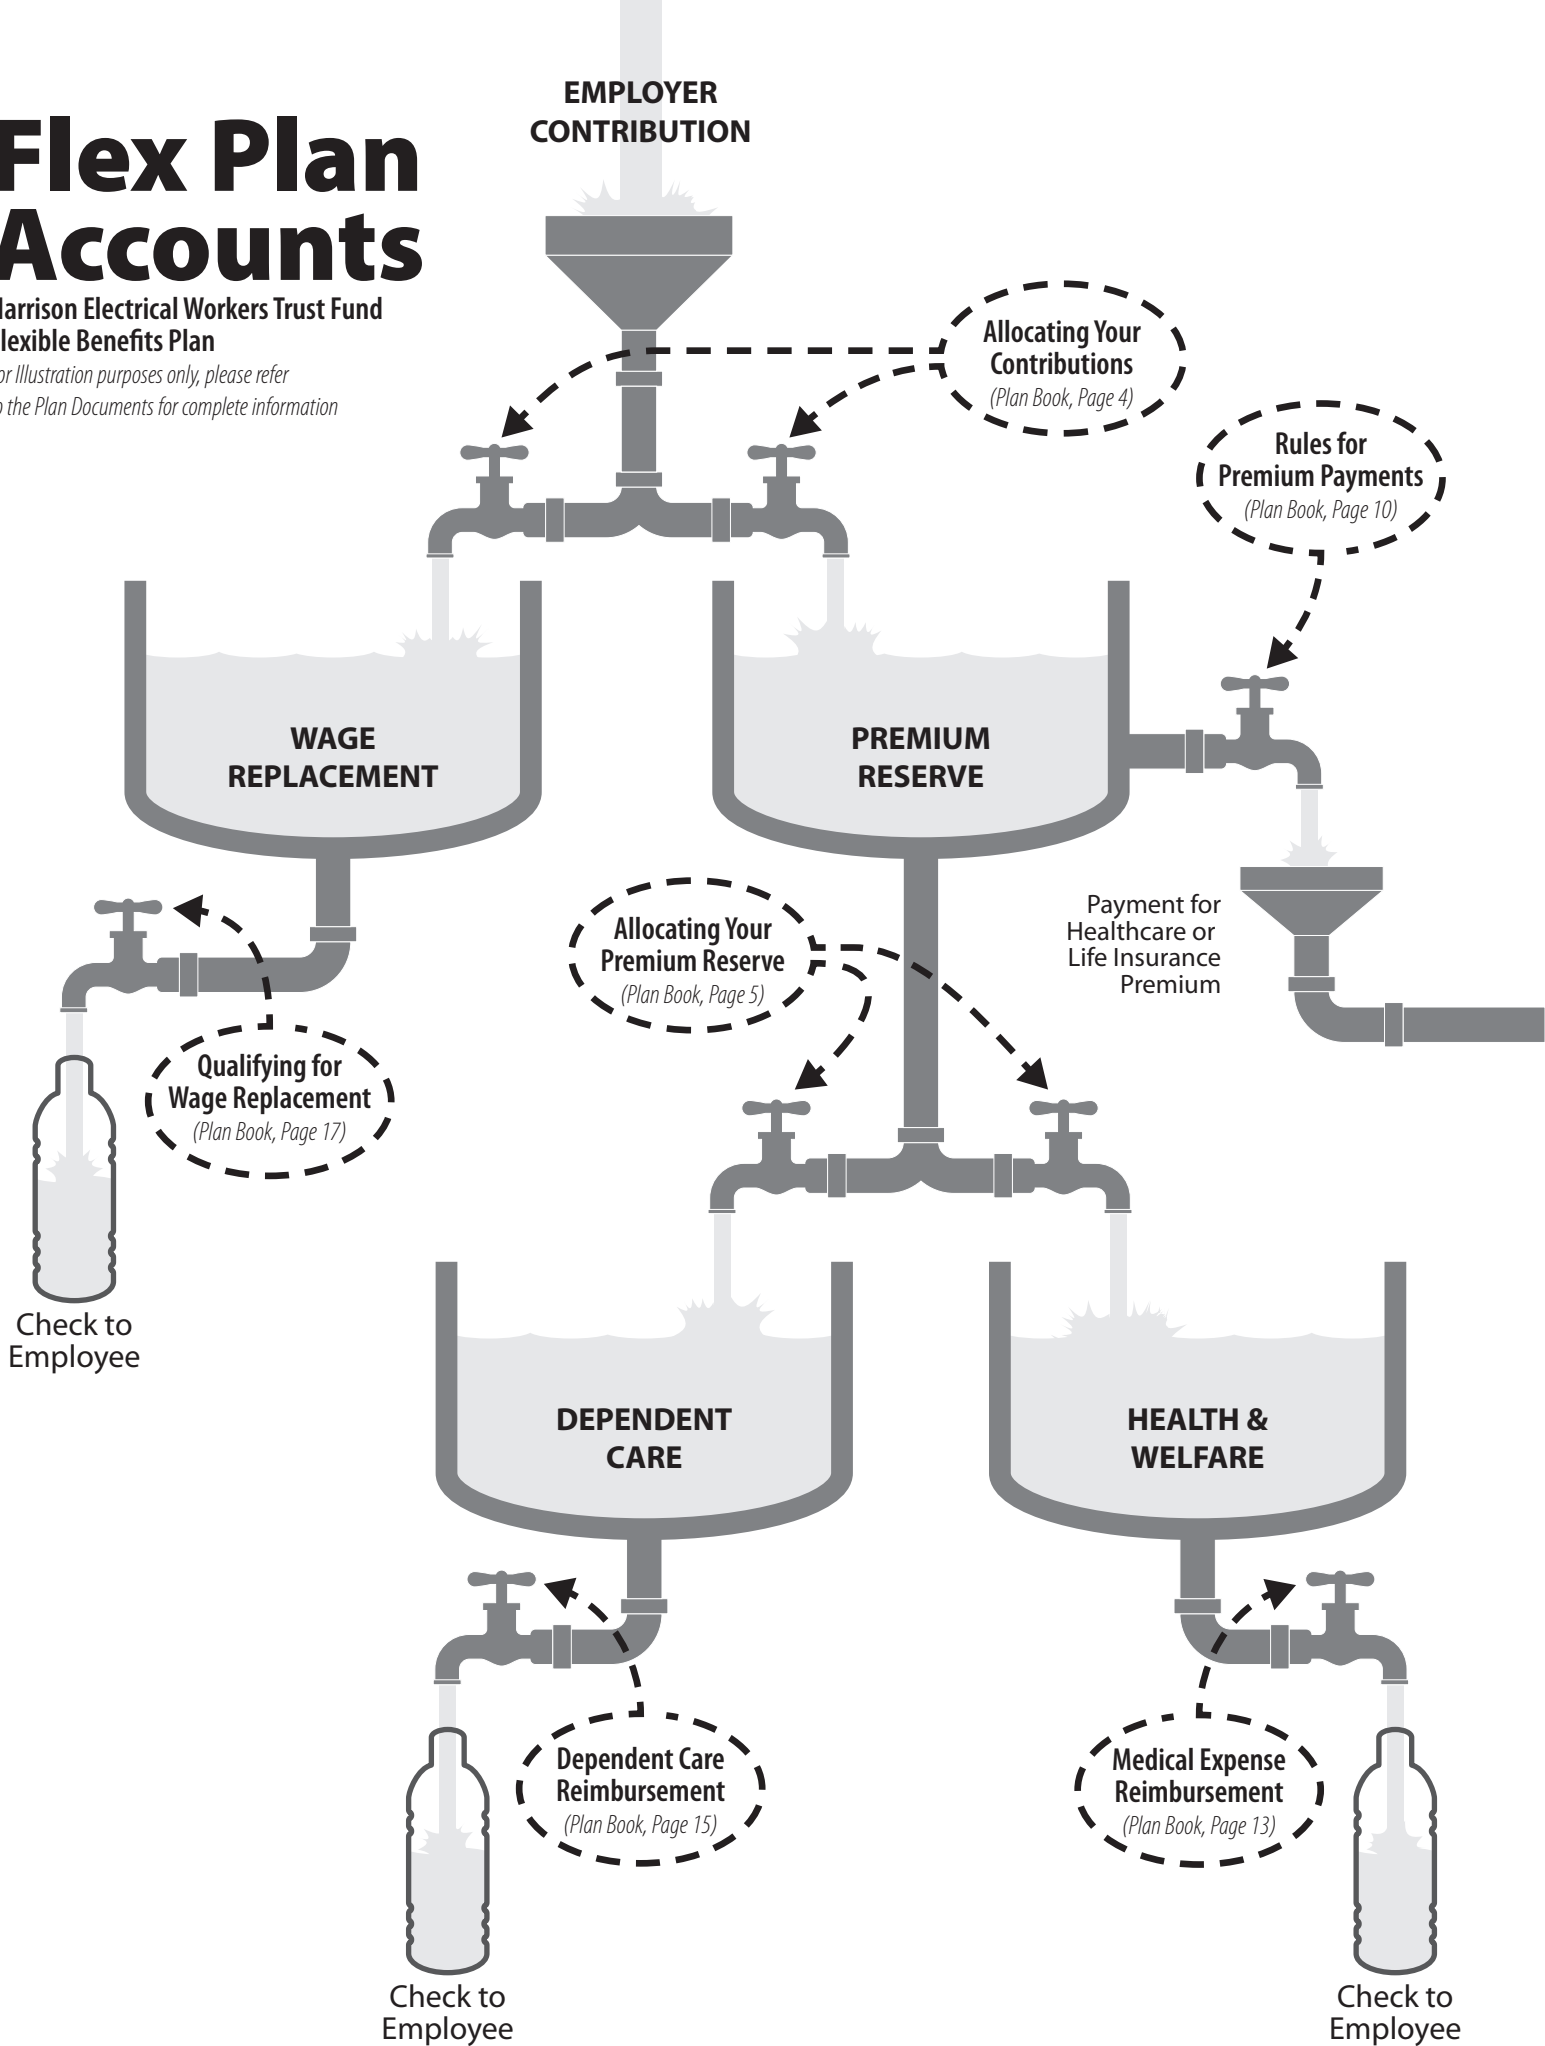 EMPLOYER
CONTRIBUTION
Flex Plan
Accounts
Harrison Electrical Workers Trust Fund
lexible Benefits Plan
or Illustration purposes only, please refer
o the Plan Documents for complete information
Allocating Your
Contributions
(Plan Book, Page 4)
Rules for
Premium Payments
(Plan Book, Page 10)
WAGE
REPLACEMENT
PREMIUM
RESERVE
Payment for
Healthcare or
Life Insurance
Premium
Allocating Your
Premium Reserve
(Plan Book, Page 5)
Qualifying for
Wage Replacement
(Plan Book, Page 17)
Check to
Employee
DEPENDENT
CARE
HEALTH &
WELFARE
Dependent Care
Reimbursement
(Plan Book, Page 15)
Medical Expense
Reimbursement
(Plan Book, Page 13)
Check to
Employee
Check to
Employee